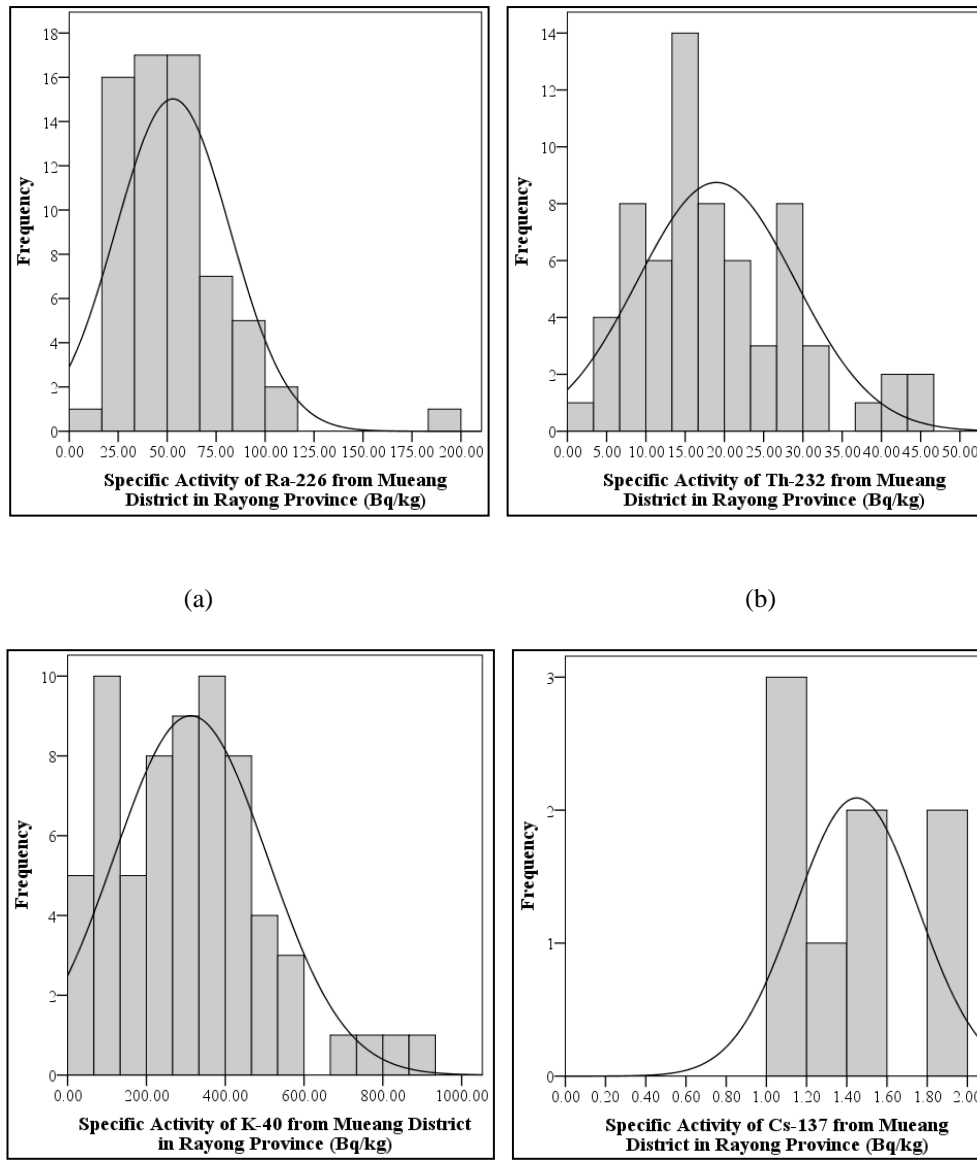 18
16
14
12
10
8
6
4
2
0
Frequency
0.00 25.00 50.00 75.00 100.00 125.00 150.00 175.00 200.00
Specific Activity of Ra-226 from Mueang
District in Rayong Province (Bq/kg)
14
12
10
8
6
4
2
0
Frequency
0.00 5.00 10.00 15.00 20.00 25.00 30.00 35.00 40.00 45.00 50.00
Specific Activity of Th-232 from Mueang
District in Rayong Province (Bq/kg)
(a)
(b)
10
8
6
4
2
0
Frequency
0.00 200.00 400.00 600.00 800.00 1000.00
Specific Activity of K-40 from Mueang District
in Rayong Province (Bq/kg)
3
2
1
0
Frequency
0.00 0.20 0.40 0.60 0.80 1.00 1.20 1.40 1.60 1.80 2.00
Specific Activity of Cs-137 from Mueang
District in Rayong Province (Bq/kg)